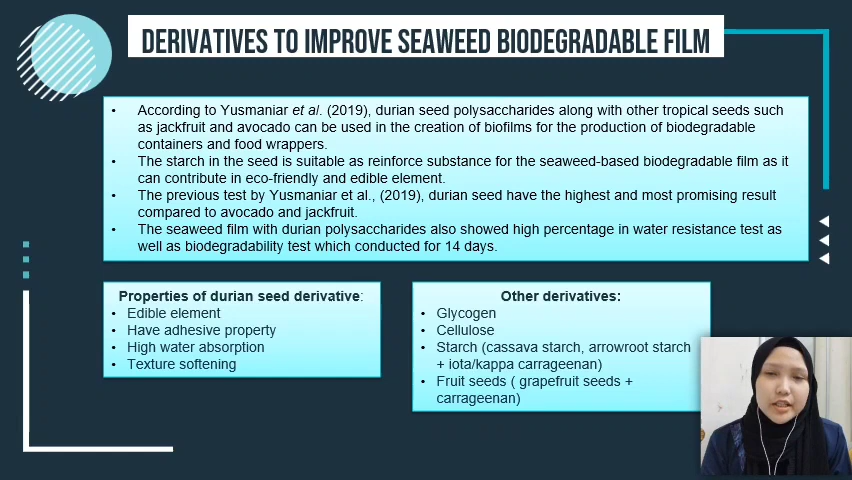 DERIVATIVES TO IMPROVE SEAWEED BIODEGRADABLE FILM
• According to Yusmaniar et al. (2019), durian seed polysaccharides along with other tropical seeds such
as jackfruit and avocado can be used in the creation of biofilms for the production of biodegradable
containers and food wrappers.
• The starch in the seed is suitable as reinforce substance for the seaweed-based biodegradable film as it
can contribute in eco-friendly and edible element.
• The previous test by Yusmaniar et al., (2019), durian seed have the highest and most promising result
compared to avocado and jackfruit.
• The seaweed film with durian polysaccharides also showed high percentage in water resistance test as
well as biodegradability test which conducted for 14 days.
Properties of durian seed derivative:
• Edible element
• Have adhesive property
• High water absorption
• Texture softening
Other derivatives:
• Glycogen
• Cellulose
• Starch (cassava starch, arrowroot starch
+ iota/kappa carrageenan)
• Fruit seeds ( grapefruit seeds +
carrageenan)